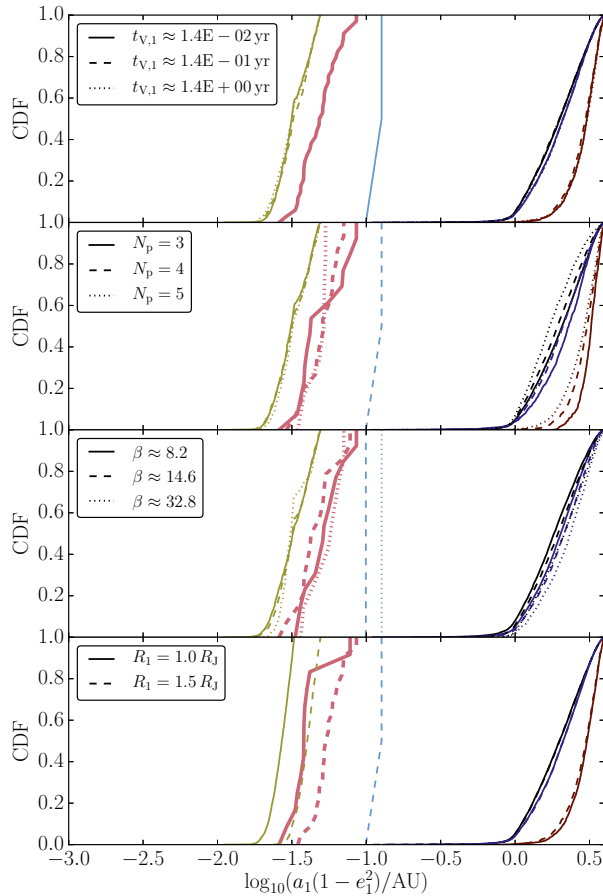 1.0
t_{V,1} ≈ 1.4E − 02 yr
t_{V,1} ≈ 1.4E − 01 yr
t_{V,1} ≈ 1.4E + 00 yr
0.8
0.6
0.4
0.2
CDF
1.0
N_p = 3
N_p = 4
N_p = 5
0.8
0.6
0.4
0.2
CDF
1.0
β ≈ 8.2
β ≈ 14.6
β ≈ 32.8
0.8
0.6
0.4
0.2
CDF
1.0
R_1 = 1.0 R_J
R_1 = 1.5 R_J
0.8
0.6
0.4
0.2
0.0
CDF
−3.0 −2.5 −2.0 −1.5 −1.0 −0.5 0.0 0.5
log_{10}(a_1(1 − e_1^2)/AU)